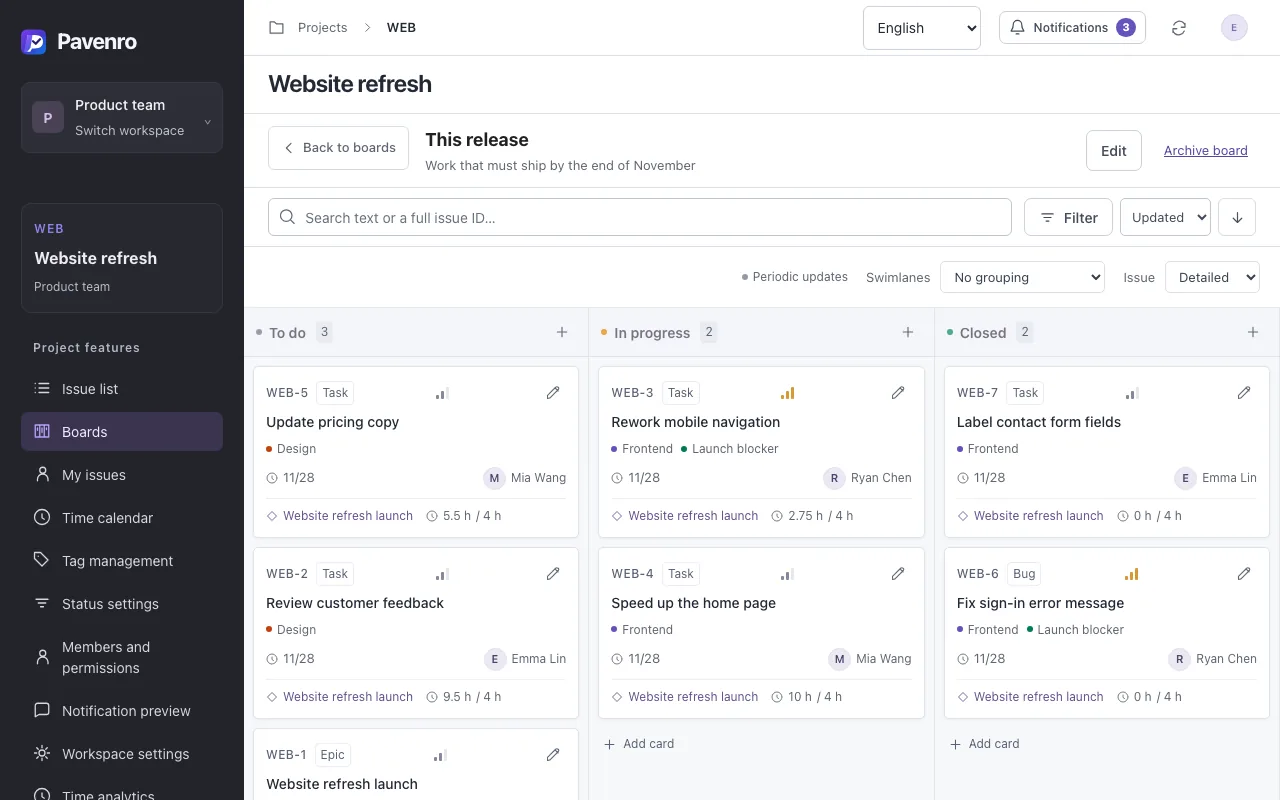 Pavenro
P
Product team
Switch workspace
WEB
Website refresh
Product team
Project features
Issue list
Boards
My issues
Time calendar
Tag management
Status settings
Members and
permissions
Notification preview
Workspace settings
Time analytics
Projects
WEB
English
Notifications 3
E
Website refresh
Back to boards
This release
Work that must ship by the end of November
Edit
Archive board
Search text or a full issue ID...
Filter
Updated
Periodic updates
Swimlanes
No grouping
Issue
Detailed
To do 3
WEB-5 Task
Update pricing copy
Design
11/28
M Mia Wang
Website refresh launch 5.5 h / 4 h
WEB-2 Task
Review customer feedback
Design
11/28
E Emma Lin
Website refresh launch 9.5 h / 4 h
WEB-1 Epic
Website refresh launch
In progress 2
WEB-3 Task
Rework mobile navigation
Frontend Launch blocker
11/28
R Ryan Chen
Website refresh launch 2.75 h / 4 h
WEB-4 Task
Speed up the home page
Frontend
11/28
M Mia Wang
Website refresh launch 10 h / 4 h
Add card
Closed 2
WEB-7 Task
Label contact form fields
Frontend
11/28
E Emma Lin
Website refresh launch 0 h / 4 h
WEB-6 Bug
Fix sign-in error message
Frontend Launch blocker
11/28
R Ryan Chen
Website refresh launch 0 h / 4 h
Add card